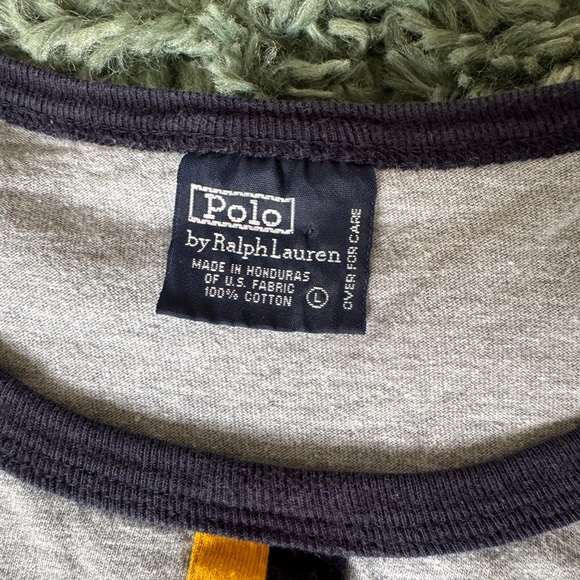 Polo
by Ralph Lauren
MADE IN HONDURAS
OF U.S. FABRIC
100% COTTON
L
OVER FOR CARE